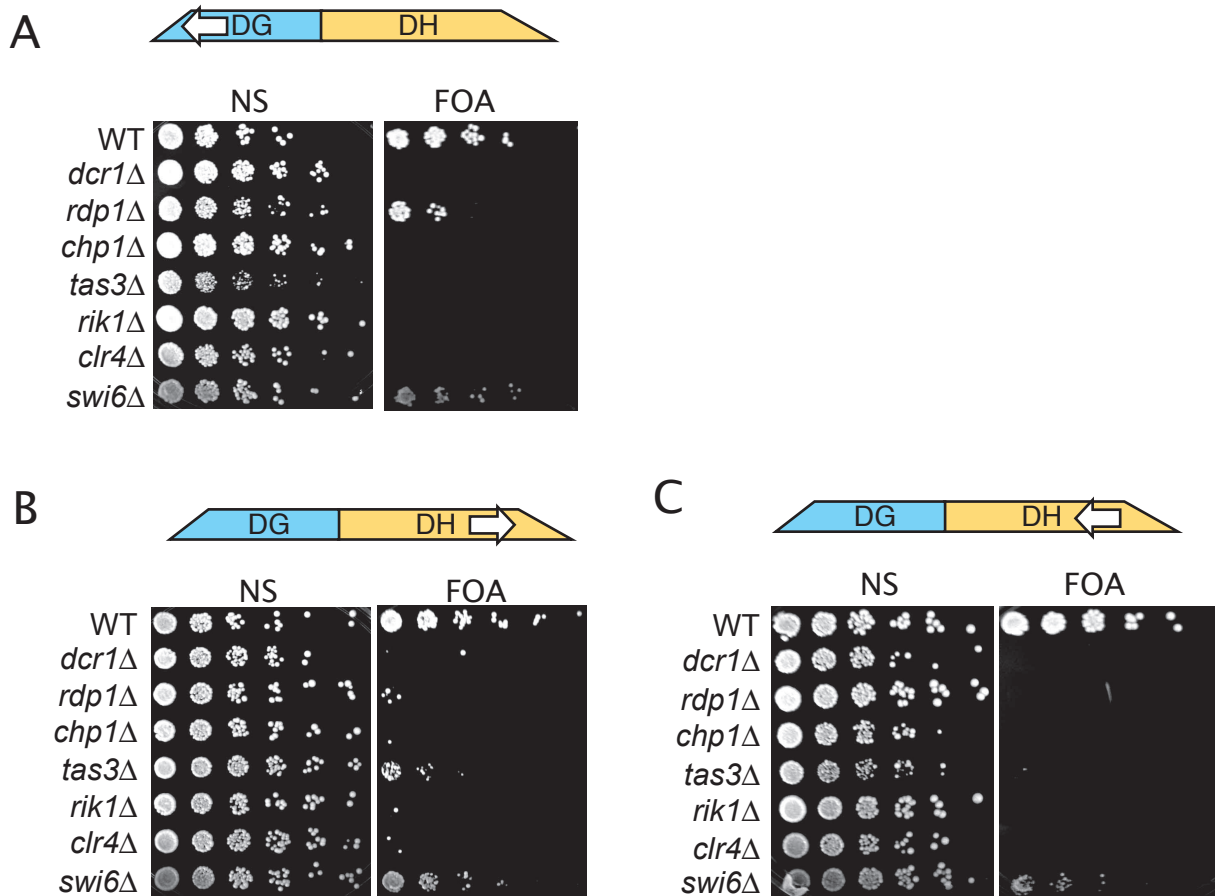 A
DG DH
NS FOA
WT
dcr1Δ
rdp1Δ
chp1Δ
tas3Δ
rik1Δ
clr4Δ
swi6Δ
B
DG DH
NS FOA
WT
dcr1Δ
rdp1Δ
chp1Δ
tas3Δ
rik1Δ
clr4Δ
swi6Δ
C
DG DH
NS FOA
WT
dcr1Δ
rdp1Δ
chp1Δ
tas3Δ
rik1Δ
clr4Δ
swi6Δ